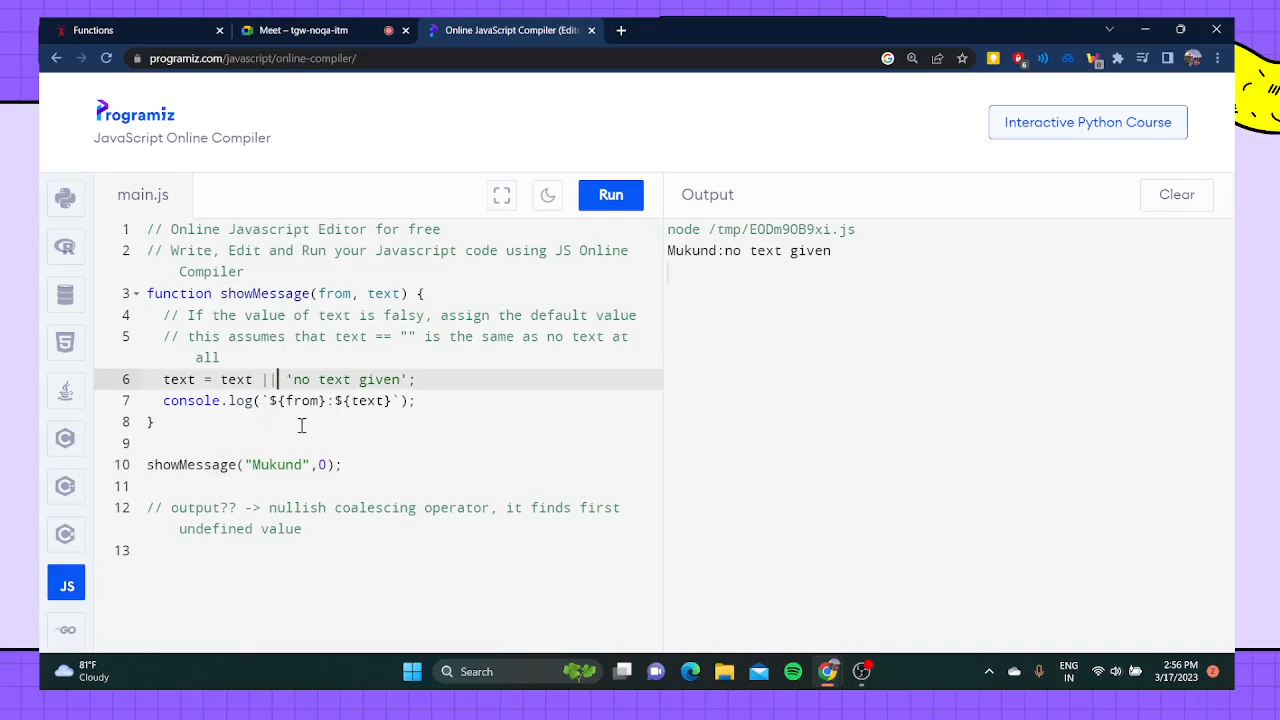 Functions
Meet – tgw-noqa-itm
Online JavaScript Compiler (Edito
programiz.com/javascript/online-compiler/
Programiz
JavaScript Online Compiler
Interactive Python Course
main.js
Run
Output
Clear
1 // Online Javascript Editor for free
2 // Write, Edit and Run your Javascript code using JS Online
Compiler
3 function showMessage(from, text) {
4 // If the value of text is falsy, assign the default value
5 // this assumes that text == "" is the same as no text at
all
6 text = text || 'no text given';
7 console.log(`${from}:${text}`);
8 }
9
10 showMessage("Mukund",0);
11
12 // output?? -> nullish coalescing operator, it finds first
undefined value
13
node /tmp/EODm9OB9xi.js
Mukund:no text given
JS
GO
81°F
Cloudy
Search
ENG
IN
2:56 PM
3/17/2023
2